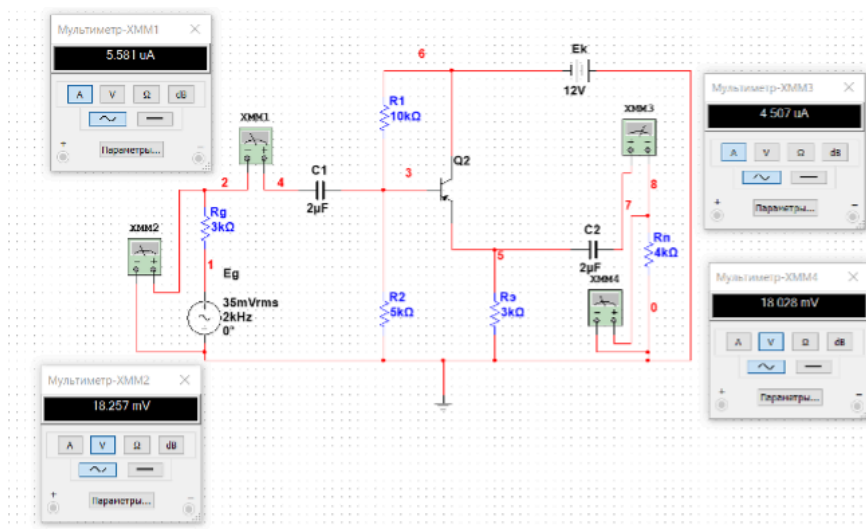 Мультиметр-XMM1
5.581 uA
A V Ω dB
Параметры...
+ -
6
Ek
12V
R1
10kΩ
XMM1
2 4
C1
2µF
3
Q2
XMM3
8
7
Мультиметр-XMM3
4.507 uA
A V Ω dB
Параметры...
+ -
Rg
3kΩ
XMM2
1
Eg
35mVrms
2kHz
0°
R2
5kΩ
5
Rэ
3kΩ
C2
2µF
XMM4
Rn
4kΩ
0
Мультиметр-XMM4
18.028 mV
A V Ω dB
Параметры...
+ -
Мультиметр-XMM2
18.257 mV
A V Ω dB
Параметры...
+ -